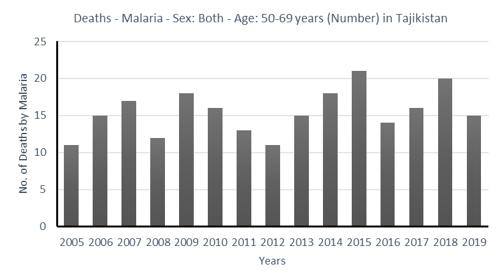 Deaths - Malaria - Sex: Both - Age: 50-69 years (Number) in Tajikistan
No. of Deaths by Malaria
25
20
15
10
5
0
2005 2006 2007 2008 2009 2010 2011 2012 2013 2014 2015 2016 2017 2018 2019
Years